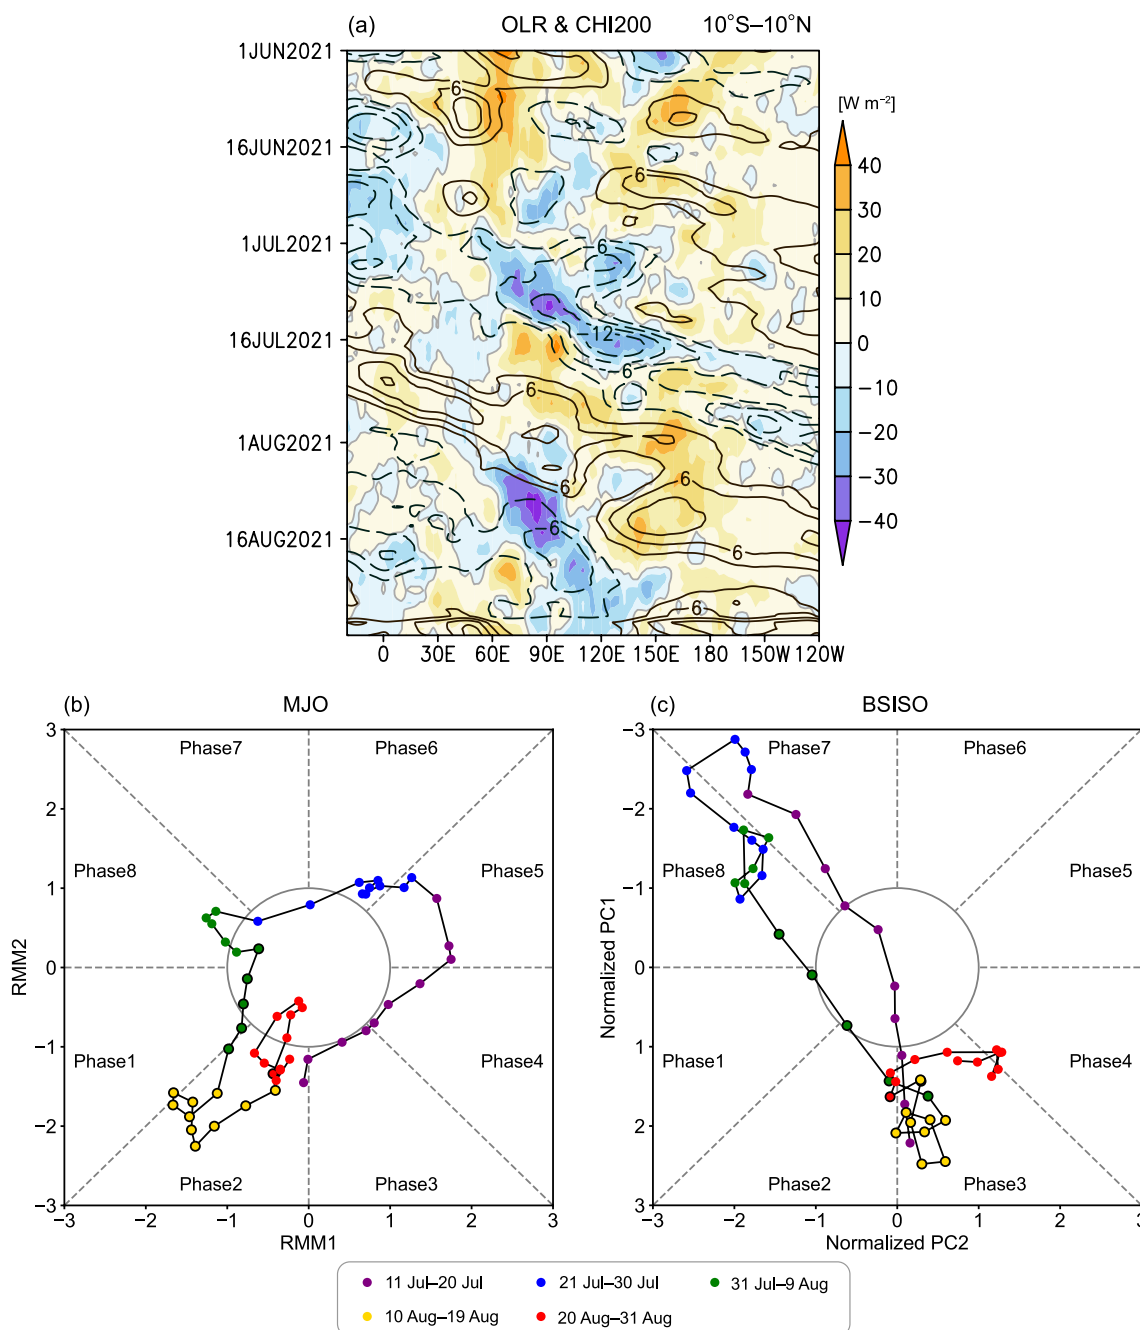 (a) OLR & CHI200 10°S–10°N
1JUN2021
16JUN2021
1JUL2021
16JUL2021
1AUG2021
16AUG2021
6
6
6
−12
6
6
6
6
6
−6
6
6
0 30E 60E 90E 120E 150E 180 150W 120W
[W m⁻²]
40
30
20
10
0
−10
−20
−30
−40
(b) MJO
3
2
1
0
−1
−2
−3
−3 −2 −1 0 1 2 3
RMM2
RMM1
Phase7 Phase6
Phase8 Phase5
Phase1 Phase4
Phase2 Phase3
(c) BSISO
−3
−2
−1
0
1
2
3
−3 −2 −1 0 1 2 3
Normalized PC1
Normalized PC2
Phase7 Phase6
Phase8 Phase5
Phase1 Phase4
Phase2 Phase3
11 Jul–20 Jul 21 Jul–30 Jul 31 Jul–9 Aug
10 Aug–19 Aug 20 Aug–31 Aug